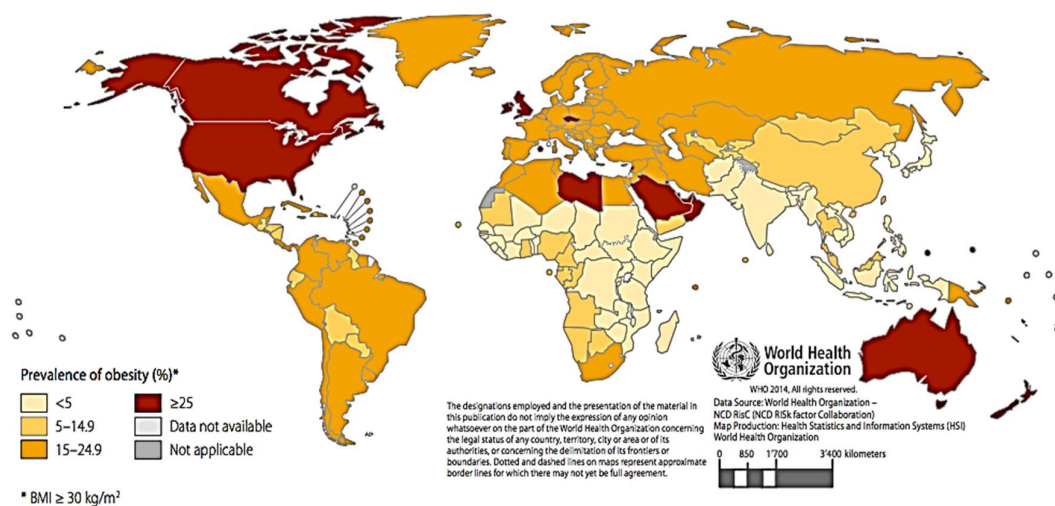 Prevalence of obesity (%)*
<5
5–14.9
15–24.9
≥25
Data not available
Not applicable
* BMI ≥ 30 kg/m²
The designations employed and the presentation of the material in
this publication do not imply the expression of any opinion
whatsoever on the part of the World Health Organization concerning
the legal status of any country, territory, city or area or of its
authorities, or concerning the delimitation of its frontiers or
boundaries. Dotted and dashed lines on maps represent approximate
border lines for which there may not yet be full agreement.
World Health
Organization
WHO 2014, All rights reserved.
Data Source: World Health Organization –
NCD RisC (NCD RISk factor Collaboration)
Map Production: Health Statistics and Information Systems (HSI)
World Health Organization
0 850 1'700 3'400 kilometers